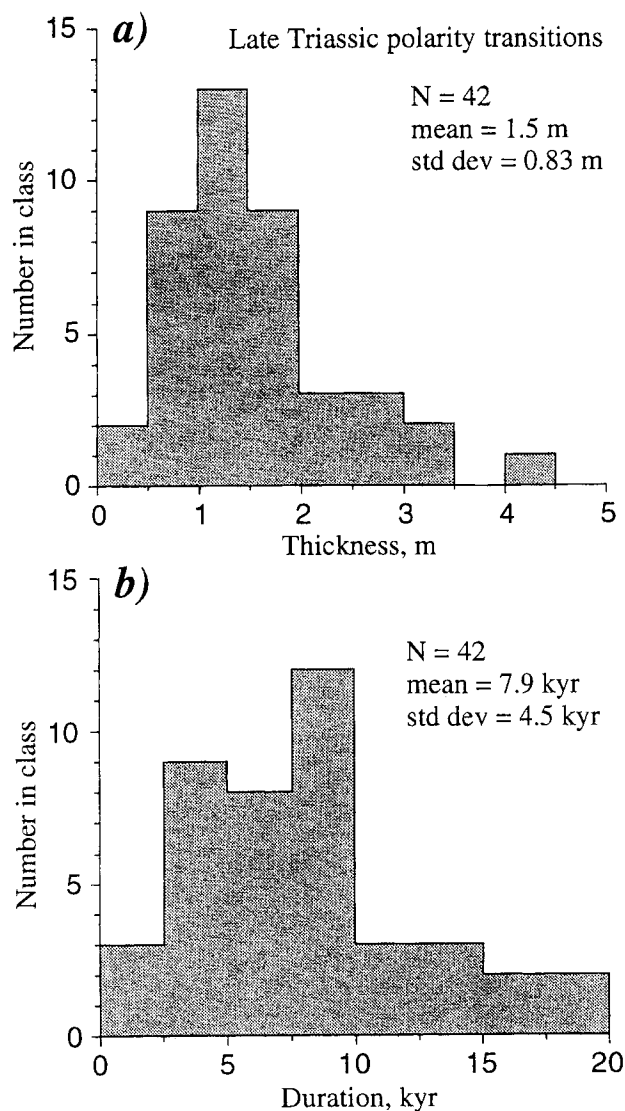 a)
Late Triassic polarity transitions
N = 42
mean = 1.5 m
std dev = 0.83 m
15
10
5
0
Number in class
0 1 2 3 4 5
Thickness, m
b)
N = 42
mean = 7.9 kyr
std dev = 4.5 kyr
15
10
5
0
Number in class
0 5 10 15 20
Duration, kyr